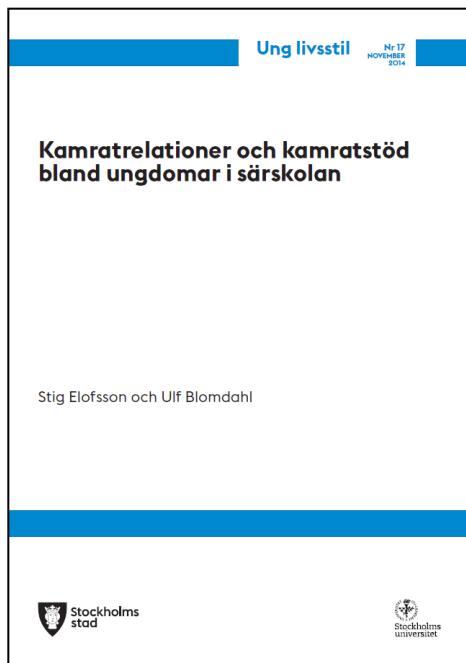 Ung livsstil
Nr 17
NOVEMBER
2014
Kamratrelationer och kamratstöd
bland ungdomar i särskolan
Stig Elofsson och Ulf Blomdahl
Stockholms
stad
Stockholms
universitet